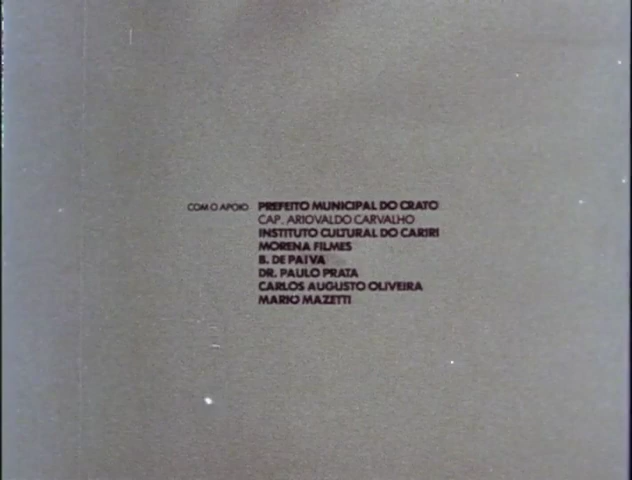 COM O APOIO PREFEITO MUNICIPAL DO CRATO
CAP. ARIOVALDO CARVALHO
INSTITUTO CULTURAL DO CARIRI
MORENA FILMES
B. DE PAIVA
DR. PAULO PRATA
CARLOS AUGUSTO OLIVEIRA
MARIO MAZETTI